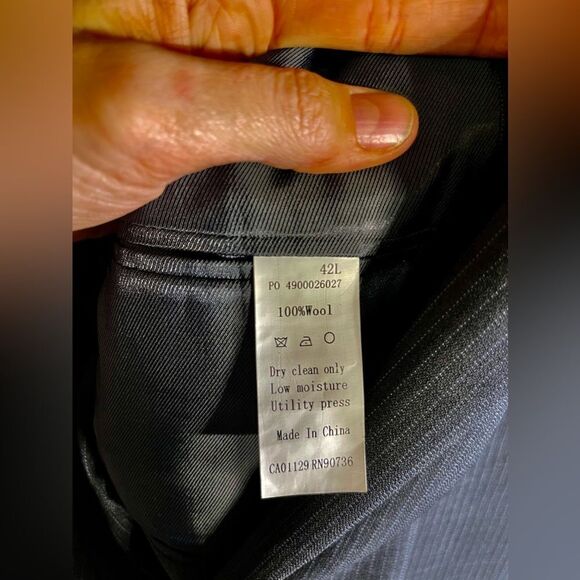 42L
PO 4900026027
100%Wool
Dry clean only
Low moisture
Utility press
Made In China
CA01129 RN90736